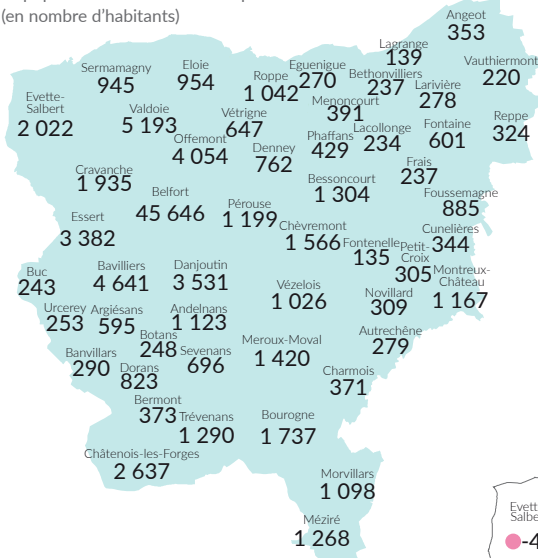 (en nombre d'habitants)
Angeot
353
Lagrange
139
Vauthiermont
220
Sermamagny
945
Eloie
954
Roppe
1 042
Eguenigue
270
Bethonvilliers
237
Larivière
278
Menoncourt
391
Evette-
Salbert
2 022
Valdoie
5 193
Vétrigne
647
Reppe
324
Offemont
4 054
Denney
762
Phaffans
429
Lacollonge
234
Fontaine
601
Frais
237
Cravanche
1 935
Bessoncourt
1 304
Belfort
45 646
Foussemagne
885
Pérouse
1 199
Essert
3 382
Chèvremont
1 566
Fontenelle
135
Petit-
Croix
305
Cunelières
344
Buc
243
Bavilliers
4 641
Danjoutin
3 531
Vézelois
1 026
Novillard
309
Montreux-
Château
1 167
Urcerey
253
Argiésans
595
Andelnans
1 123
Botans
248
Sevenans
696
Meroux-Moval
1 420
Autrechêne
279
Banvillars
290
Dorans
823
Charmois
371
Bermont
373
Trévenans
1 290
Bourogne
1 737
Châtenois-les-Forges
2 637
Morvillars
1 098
Méziré
1 268
-4